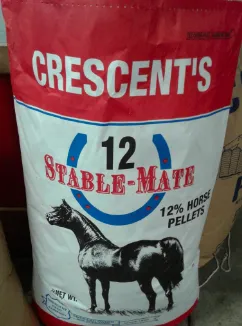 CRESCENT'S
12
STABLE-MATE
12% HORSE
PELLETS
NET WT.